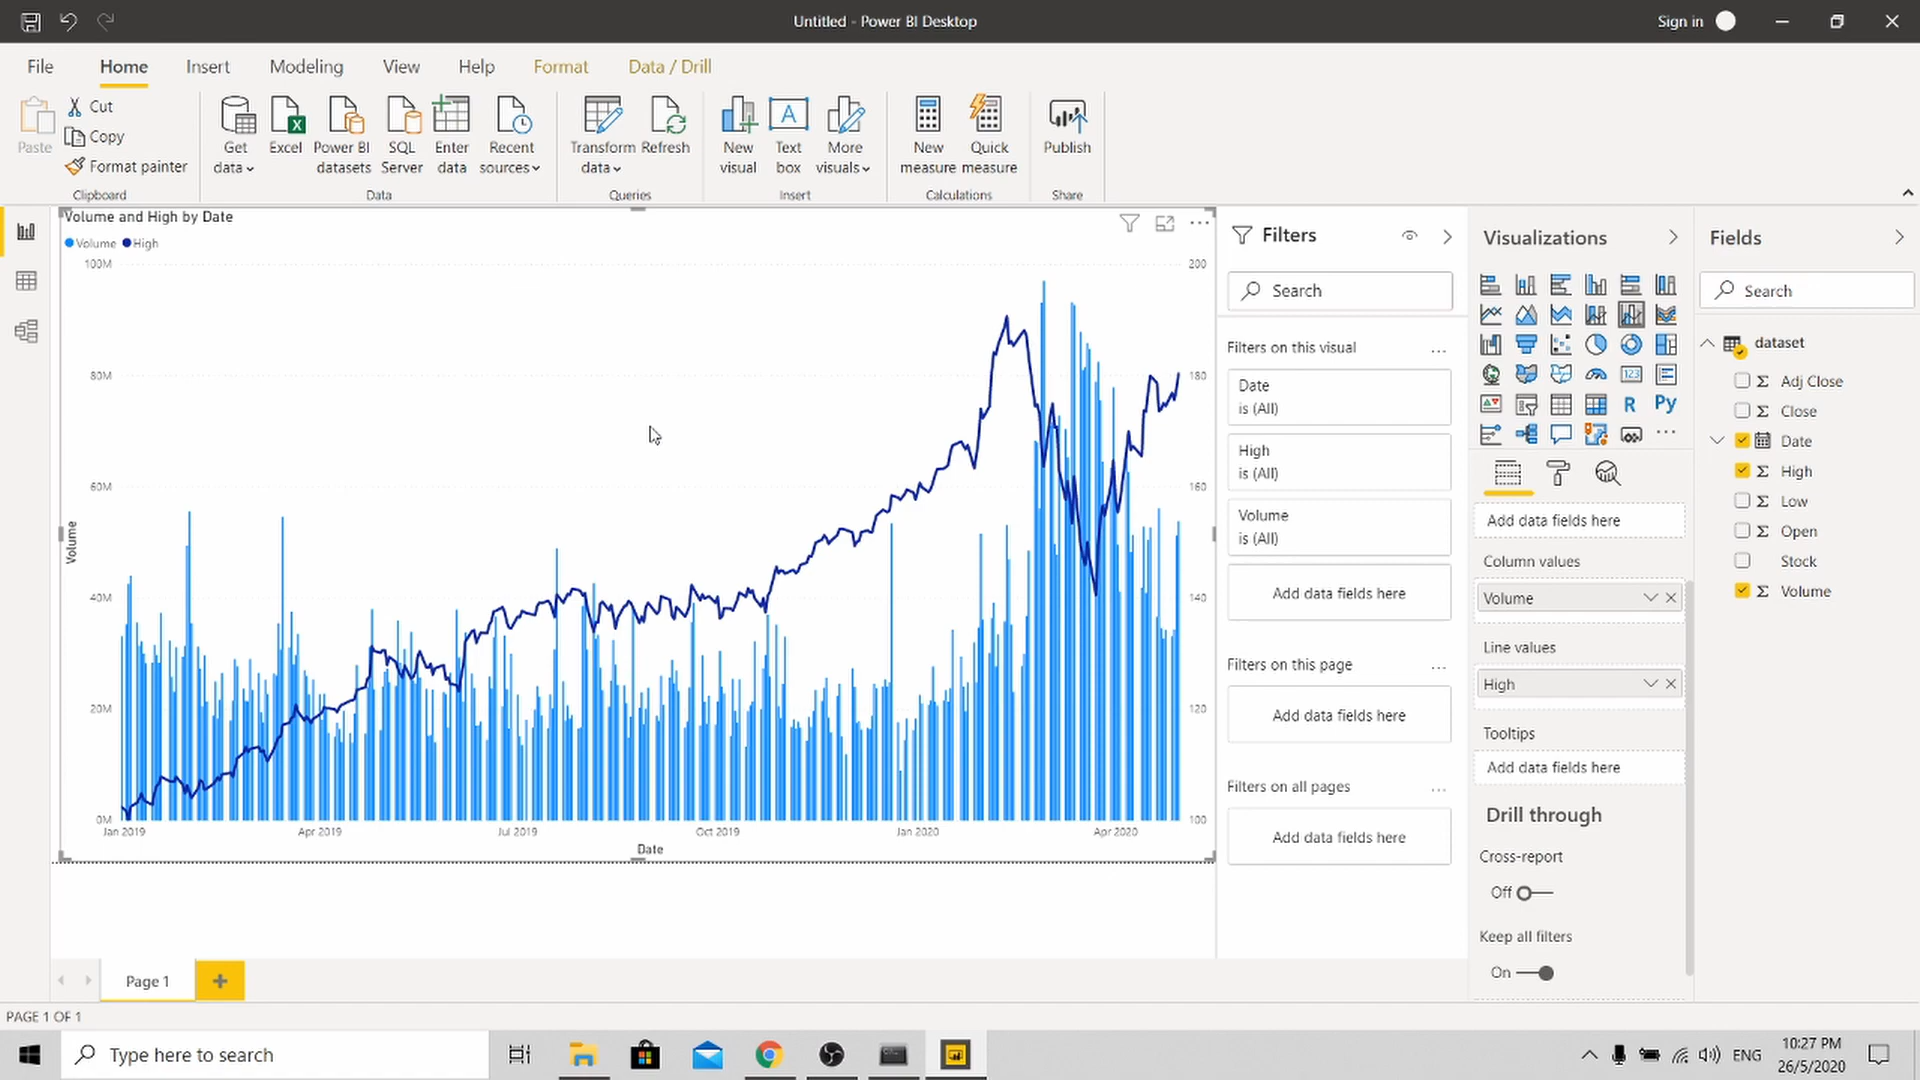 Untitled - Power BI Desktop
Sign in
File Home Insert Modeling View Help Format Data / Drill
Paste
Cut
Copy
Format painter
Get data
Excel
Power BI datasets
SQL Server
Enter data
Recent sources
Transform data
Refresh
New visual
Text box
More visuals
New measure
Quick measure
Publish
Clipboard
Data
Queries
Insert
Calculations
Share
Volume and High by Date
Volume High
100M
80M
60M
40M
20M
0M
Volume
200
180
160
140
120
100
Jan 2019 Apr 2019 Jul 2019 Oct 2019 Jan 2020 Apr 2020
Date
Filters
Search
Filters on this visual
...
Date
is (All)
High
is (All)
Volume
is (All)
Add data fields here
Filters on this page
...
Add data fields here
Filters on all pages
...
Add data fields here
Visualizations
123
R
Py
...
Add data fields here
Column values
Volume
Line values
High
Tooltips
Add data fields here
Drill through
Cross-report
Off
Keep all filters
On
Fields
Search
dataset
Σ Adj Close
Σ Close
Date
Σ High
Σ Low
Σ Open
Stock
Σ Volume
Page 1
+
PAGE 1 OF 1
Type here to search
ENG
10:27 PM
26/5/2020